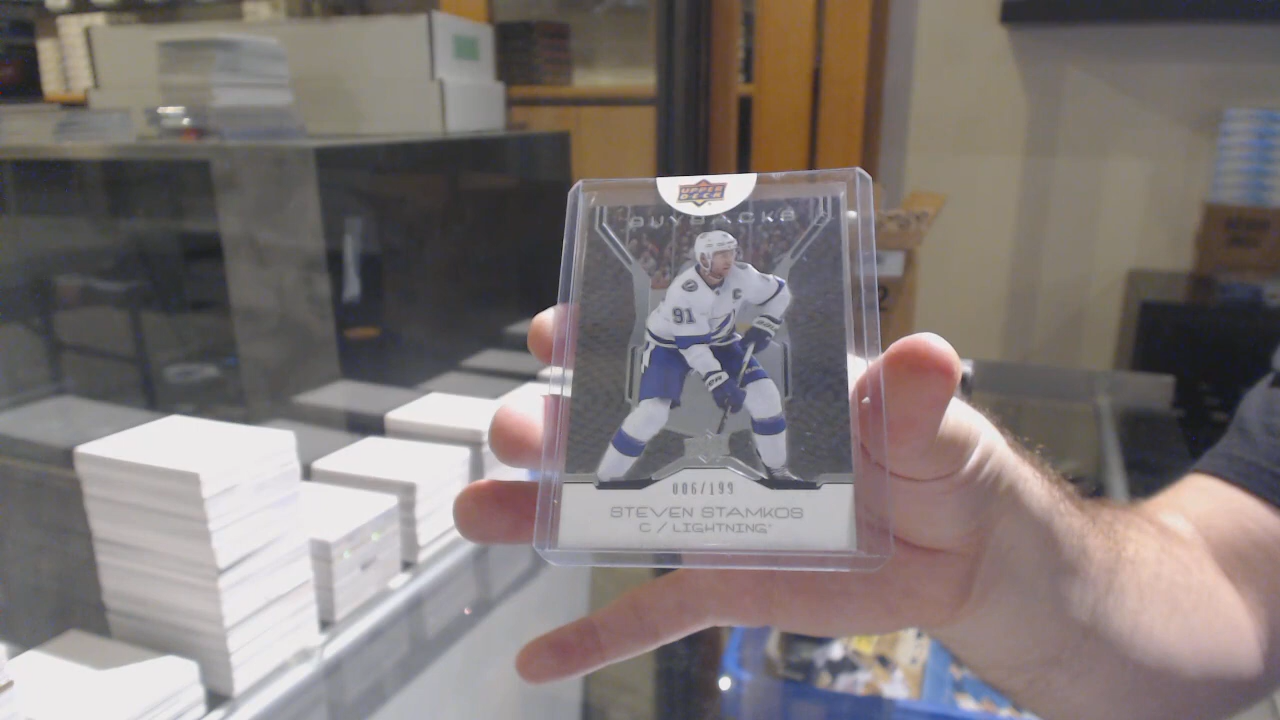 UPPER
DECK
BUYBACKS
91
C
006/199
STEVEN STAMKOS
C / LIGHTNING